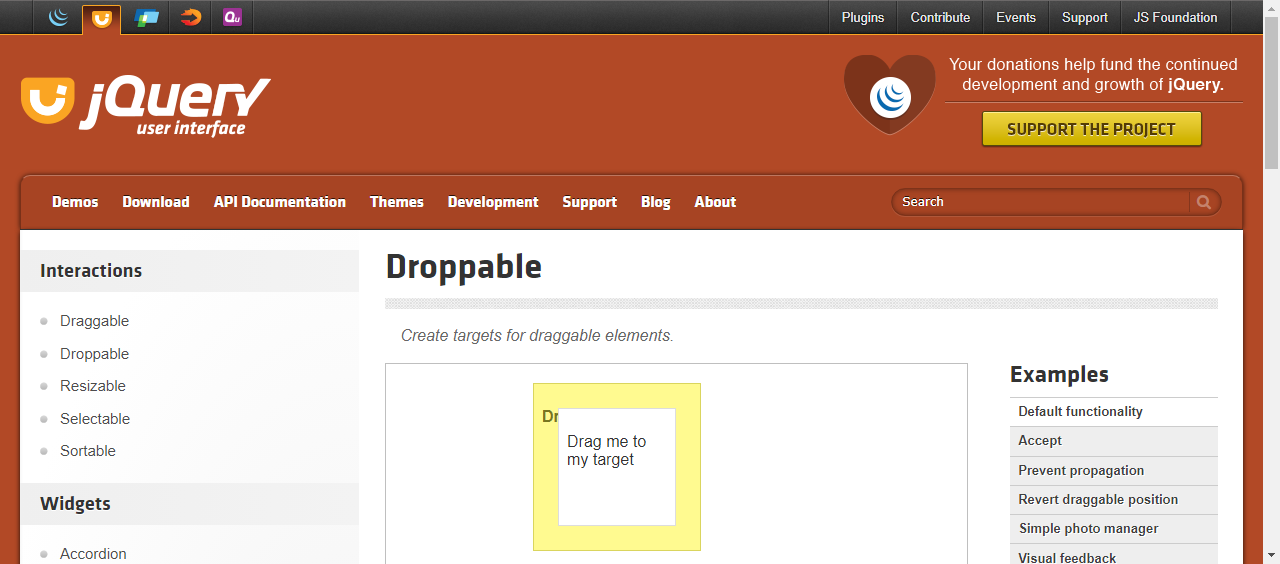 Plugins Contribute Events Support JS Foundation
Qu
jQuery
user interface
Your donations help fund the continued
development and growth of jQuery.
SUPPORT THE PROJECT
Demos Download API Documentation Themes Development Support Blog About Search
Interactions
Draggable
Droppable
Resizable
Selectable
Sortable
Widgets
Accordion
Droppable
Create targets for draggable elements.
Dr
Drag me to
my target
Examples
Default functionality
Accept
Prevent propagation
Revert draggable position
Simple photo manager
Visual feedback